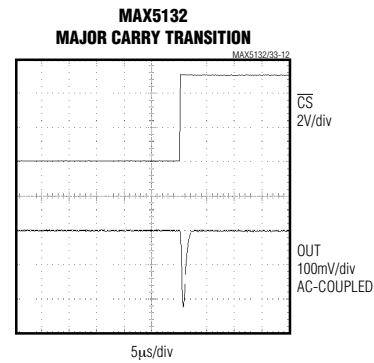 MAX5132
MAJOR CARRY TRANSITION
MAX5132/33-12
CS
2V/div
OUT
100mV/div
AC-COUPLED
5μs/div